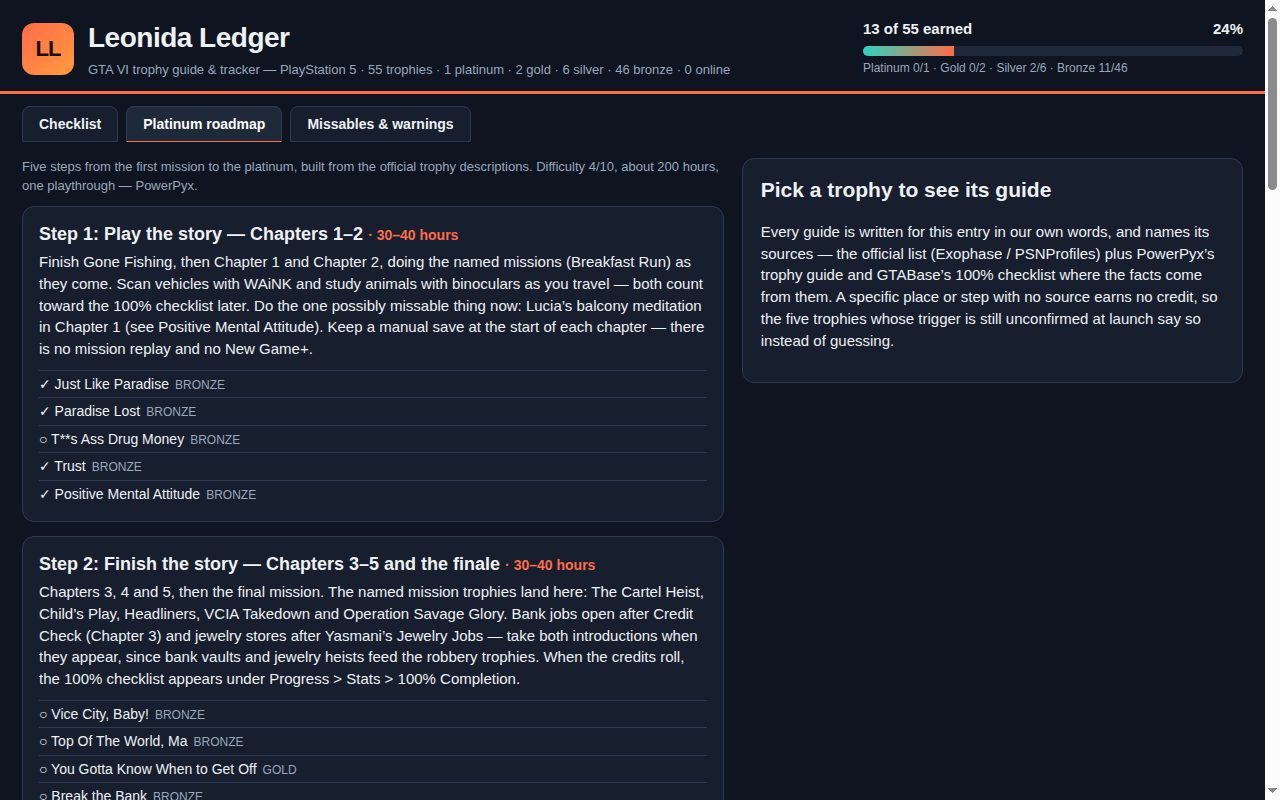 LL
Leonida Ledger
GTA VI trophy guide & tracker — PlayStation 5 · 55 trophies · 1 platinum · 2 gold · 6 silver · 46 bronze · 0 online
13 of 55 earned
24%
Platinum 0/1 · Gold 0/2 · Silver 2/6 · Bronze 11/46
Checklist
Platinum roadmap
Missables & warnings
Five steps from the first mission to the platinum, built from the official trophy descriptions. Difficulty 4/10, about 200 hours,
one playthrough — PowerPyx.
Step 1: Play the story — Chapters 1–2 · 30–40 hours
Finish Gone Fishing, then Chapter 1 and Chapter 2, doing the named missions (Breakfast Run) as
they come. Scan vehicles with WAiNK and study animals with binoculars as you travel — both count
toward the 100% checklist later. Do the one possibly missable thing now: Lucia’s balcony meditation
in Chapter 1 (see Positive Mental Attitude). Keep a manual save at the start of each chapter — there
is no mission replay and no New Game+.
✓ Just Like Paradise BRONZE
✓ Paradise Lost BRONZE
○ T**s Ass Drug Money BRONZE
✓ Trust BRONZE
✓ Positive Mental Attitude BRONZE
Step 2: Finish the story — Chapters 3–5 and the finale · 30–40 hours
Chapters 3, 4 and 5, then the final mission. The named mission trophies land here: The Cartel Heist,
Child’s Play, Headliners, VCIA Takedown and Operation Savage Glory. Bank jobs open after Credit
Check (Chapter 3) and jewelry stores after Yasmani’s Jewelry Jobs — take both introductions when
they appear, since bank vaults and jewelry heists feed the robbery trophies. When the credits roll,
the 100% checklist appears under Progress > Stats > 100% Completion.
○ Vice City, Baby! BRONZE
○ Top Of The World, Ma BRONZE
○ You Gotta Know When to Get Off GOLD
○ Break the Bank BRONZE
Pick a trophy to see its guide
Every guide is written for this entry in our own words, and names its
sources — the official list (Exophase / PSNProfiles) plus PowerPyx’s
trophy guide and GTABase’s 100% checklist where the facts come
from them. A specific place or step with no source earns no credit, so
the five trophies whose trigger is still unconfirmed at launch say so
instead of guessing.